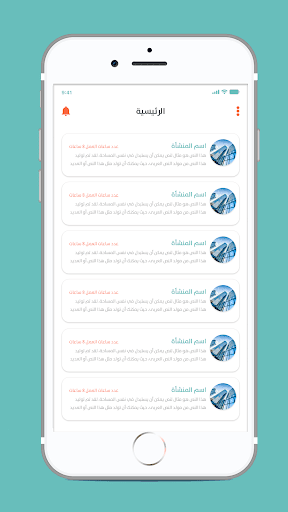 9:41
الرئيسية
اسم المنشأة
عدد ساعات العمل 8 ساعات
هذا النص هو مثال لنص يمكن أن يستبدل في نفس المساحة، لقد تم توليد
هذا النص من مولد النص العربى، حيث يمكنك أن تولد مثل هذا النص أو العديد
اسم المنشأة
عدد ساعات العمل 8 ساعات
هذا النص هو مثال لنص يمكن أن يستبدل في نفس المساحة، لقد تم توليد
هذا النص من مولد النص العربى، حيث يمكنك أن تولد مثل هذا النص أو العديد
اسم المنشأة
عدد ساعات العمل 8 ساعات
هذا النص هو مثال لنص يمكن أن يستبدل في نفس المساحة، لقد تم توليد
هذا النص من مولد النص العربى، حيث يمكنك أن تولد مثل هذا النص أو العديد
اسم المنشأة
عدد ساعات العمل 8 ساعات
هذا النص هو مثال لنص يمكن أن يستبدل في نفس المساحة، لقد تم توليد
هذا النص من مولد النص العربى، حيث يمكنك أن تولد مثل هذا النص أو العديد
اسم المنشأة
عدد ساعات العمل 8 ساعات
هذا النص هو مثال لنص يمكن أن يستبدل في نفس المساحة، لقد تم توليد
هذا النص من مولد النص العربى، حيث يمكنك أن تولد مثل هذا النص أو العديد
اسم المنشأة
عدد ساعات العمل 8 ساعات
هذا النص هو مثال لنص يمكن أن يستبدل في نفس المساحة، لقد تم توليد
هذا النص من مولد النص العربى، حيث يمكنك أن تولد مثل هذا النص أو العديد